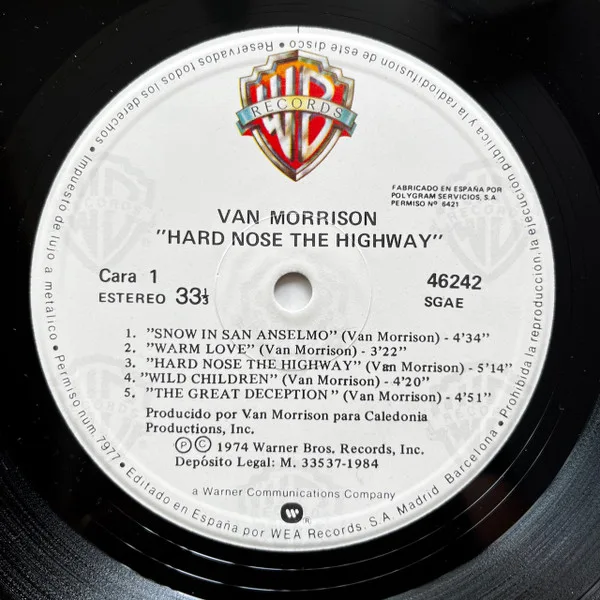 WB
RECORDS
FABRICADO EN ESPAÑA POR
POLYGRAM SERVICIOS, S.A
PERMISO Nº 6421
VAN MORRISON
"HARD NOSE THE HIGHWAY"
Cara 1
46242
ESTEREO 33⅓
SGAE
1. "SNOW IN SAN ANSELMO" (Van Morrison) - 4'34"
2. "WARM LOVE" (Van Morrison) - 3'22"
3. "HARD NOSE THE HIGHWAY" (Van Morrison) - 5'14"
4. "WILD CHILDREN" (Van Morrison) - 4'20"
5. "THE GREAT DECEPTION" (Van Morrison) - 4'51"
Producido por Van Morrison para Caledonia
Productions, Inc.
Ⓟ Ⓒ 1974 Warner Bros. Records, Inc.
Depósito Legal: M. 33537-1984
a Warner Communications Company
• Editado en España por WEA Records, S.A. Madrid Barcelona • Prohibida la reproducción, la ejecución pública y la radiodifusión de este disco • Reservados todos los derechos • Impuesto de lujo a metálico • Permiso núm. 7977